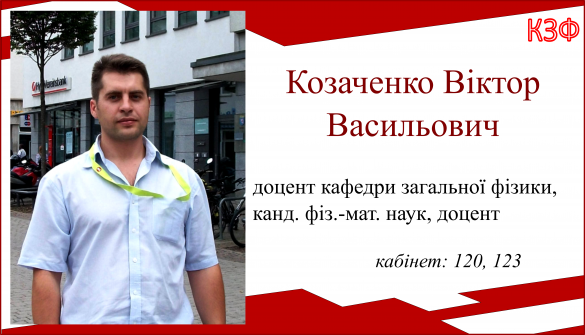 КЗФ
Козаченко Віктор
Васильович
доцент кафедри загальної фізики,
канд. фіз.-мат. наук, доцент
кабінет: 120, 123